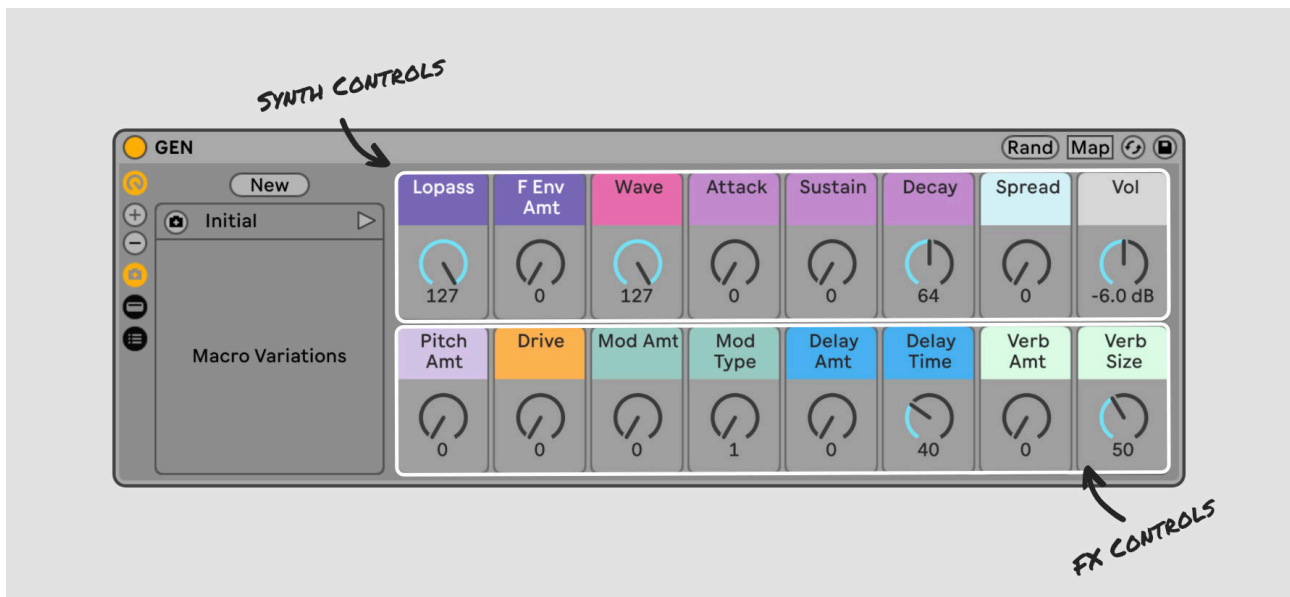 SYNTH CONTROLS
GEN
Rand Map
New
Initial
Macro Variations
Lopass
127
F Env
Amt
0
Wave
127
Attack
0
Sustain
0
Decay
64
Spread
0
Vol
-6.0 dB
Pitch
Amt
0
Drive
0
Mod Amt
0
Mod
Type
1
Delay
Amt
0
Delay
Time
40
Verb
Amt
0
Verb
Size
50
FX CONTROLS